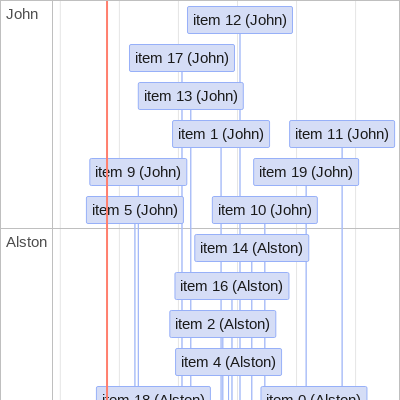 John
item 12 (John)
item 17 (John)
item 13 (John)
item 1 (John)
item 11 (John)
item 9 (John)
item 19 (John)
item 5 (John)
item 10 (John)
Alston
item 14 (Alston)
item 16 (Alston)
item 2 (Alston)
item 4 (Alston)
item 18 (Alston)
item 0 (Alston)